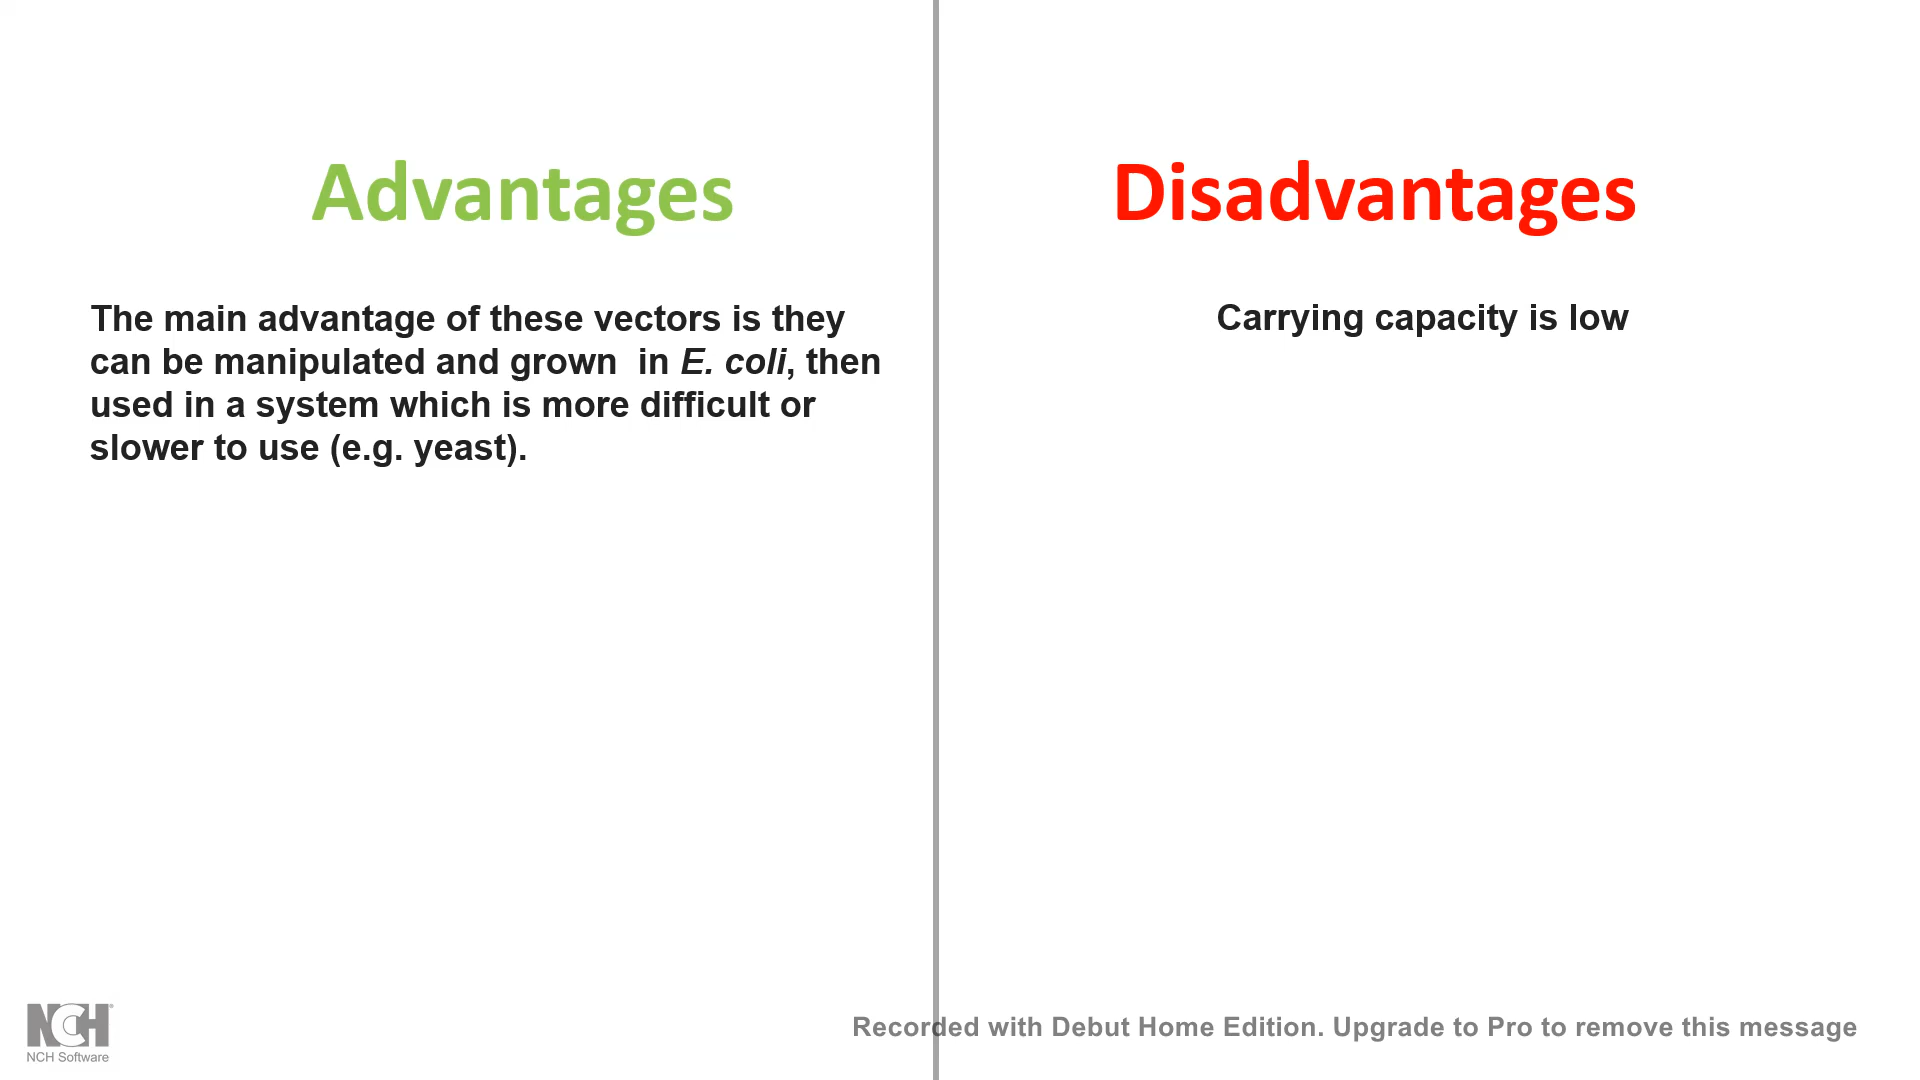 Advantages
The main advantage of these vectors is they
can be manipulated and grown  in E. coli, then
used in a system which is more difficult or
slower to use (e.g. yeast).
Disadvantages
Carrying capacity is low
NCH®
NCH Software
Recorded with Debut Home Edition. Upgrade to Pro to remove this message